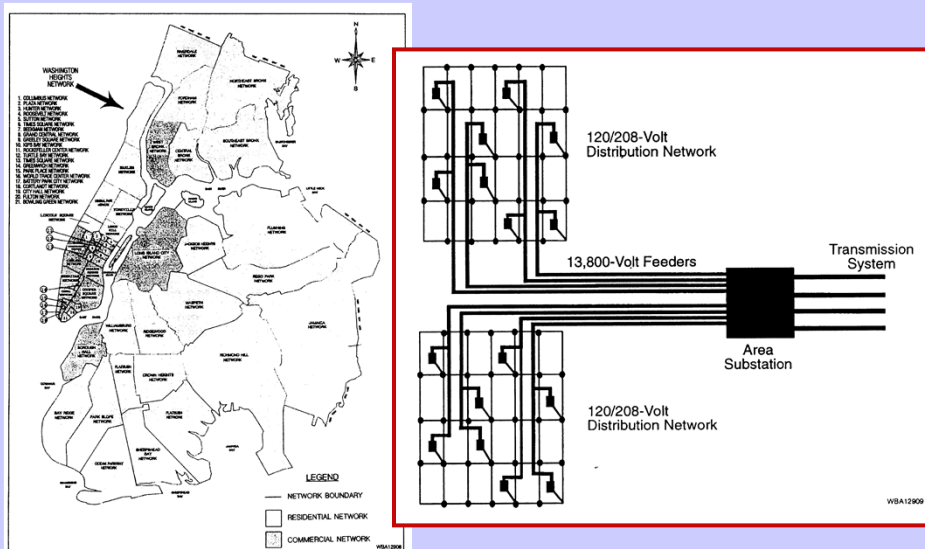 N
W
E
S
RIVERDALE
NETWORK
WASHINGTON
HEIGHTS
NETWORK
NORTHEAST BRONX
NETWORK
FORDHAM
NETWORK
1. COLUMBUS NETWORK
2. PLAZA NETWORK
3. HUNTER NETWORK
4. ROOSEVELT NETWORK
5. SUTTON NETWORK
6. TIMES SQUARE NETWORK
7. BEEKMAN NETWORK
8. GRAND CENTRAL NETWORK
9. GREELEY SQUARE NETWORK
10. KIPS BAY NETWORK
11. ROCKEFELLER CENTER NETWORK
12. TURTLE BAY NETWORK
13. TIMES SQUARE NETWORK
14. GREENWICH NETWORK
15. PARK PLACE NETWORK
16. WORLD TRADE CENTER NETWORK
17. BATTERY PARK CITY NETWORK
18. CORTLANDT NETWORK
19. CITY HALL NETWORK
20. FULTON NETWORK
21. BOWLING GREEN NETWORK
WEST
BRONX
NETWORK
CENTRAL
BRONX
NETWORK
SOUTHEAST BRONX
NETWORK
HARLEM
NETWORK
YORKVILLE
NETWORK
LINCOLN SQUARE
NETWORK
LONG ISLAND CITY
NETWORK
JACKSON HEIGHTS
NETWORK
FLUSHING
NETWORK
REGO PARK
NETWORK
MASPETH
NETWORK
JAMAICA
NETWORK
WILLIAMSBURG
NETWORK
RIDGEWOOD
NETWORK
BOROUGH
HALL
NETWORK
RICHMOND HILL
NETWORK
FLATBUSH
NETWORK
CROWN HEIGHTS
NETWORK
BAY RIDGE
NETWORK
PARK SLOPE
NETWORK
FLATBUSH
NETWORK
SHEEPSHEAD
BAY
NETWORK
OCEAN PARKWAY
NETWORK
LEGEND
NETWORK BOUNDARY
RESIDENTIAL NETWORK
COMMERCIAL NETWORK
WBA12908
120/208-Volt
Distribution Network
13,800-Volt Feeders
Transmission
System
Area
Substation
120/208-Volt
Distribution Network
WBA12909